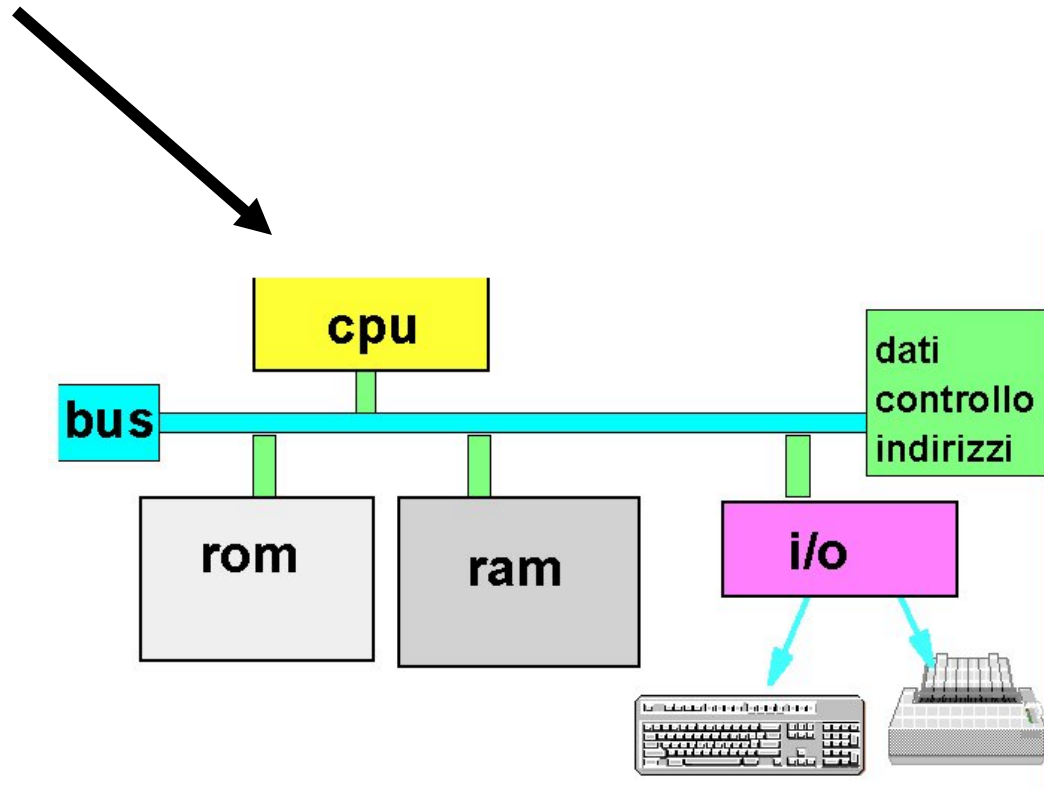 cpu
bus
dati
controllo
indirizzi
rom
ram
i/o